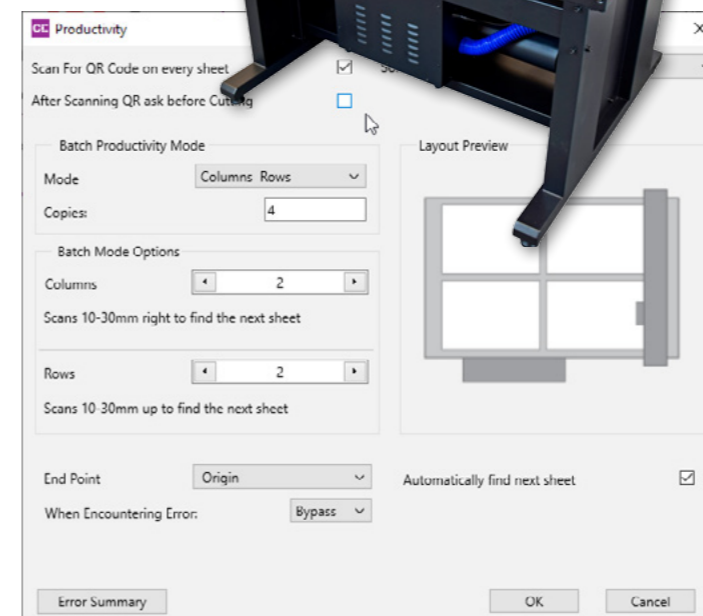 CE Productivity
Scan For QR Code on every sheet
After Scanning QR ask before Cutting
Batch Productivity Mode
Layout Preview
Mode
Columns Rows
Copies:
4
Batch Mode Options
Columns
2
Scans 10-30mm right to find the next sheet
Rows
2
Scans 10-30mm up to find the next sheet
End Point
Origin
Automatically find next sheet
When Encountering Error:
Bypass
Error Summary
OK
Cancel